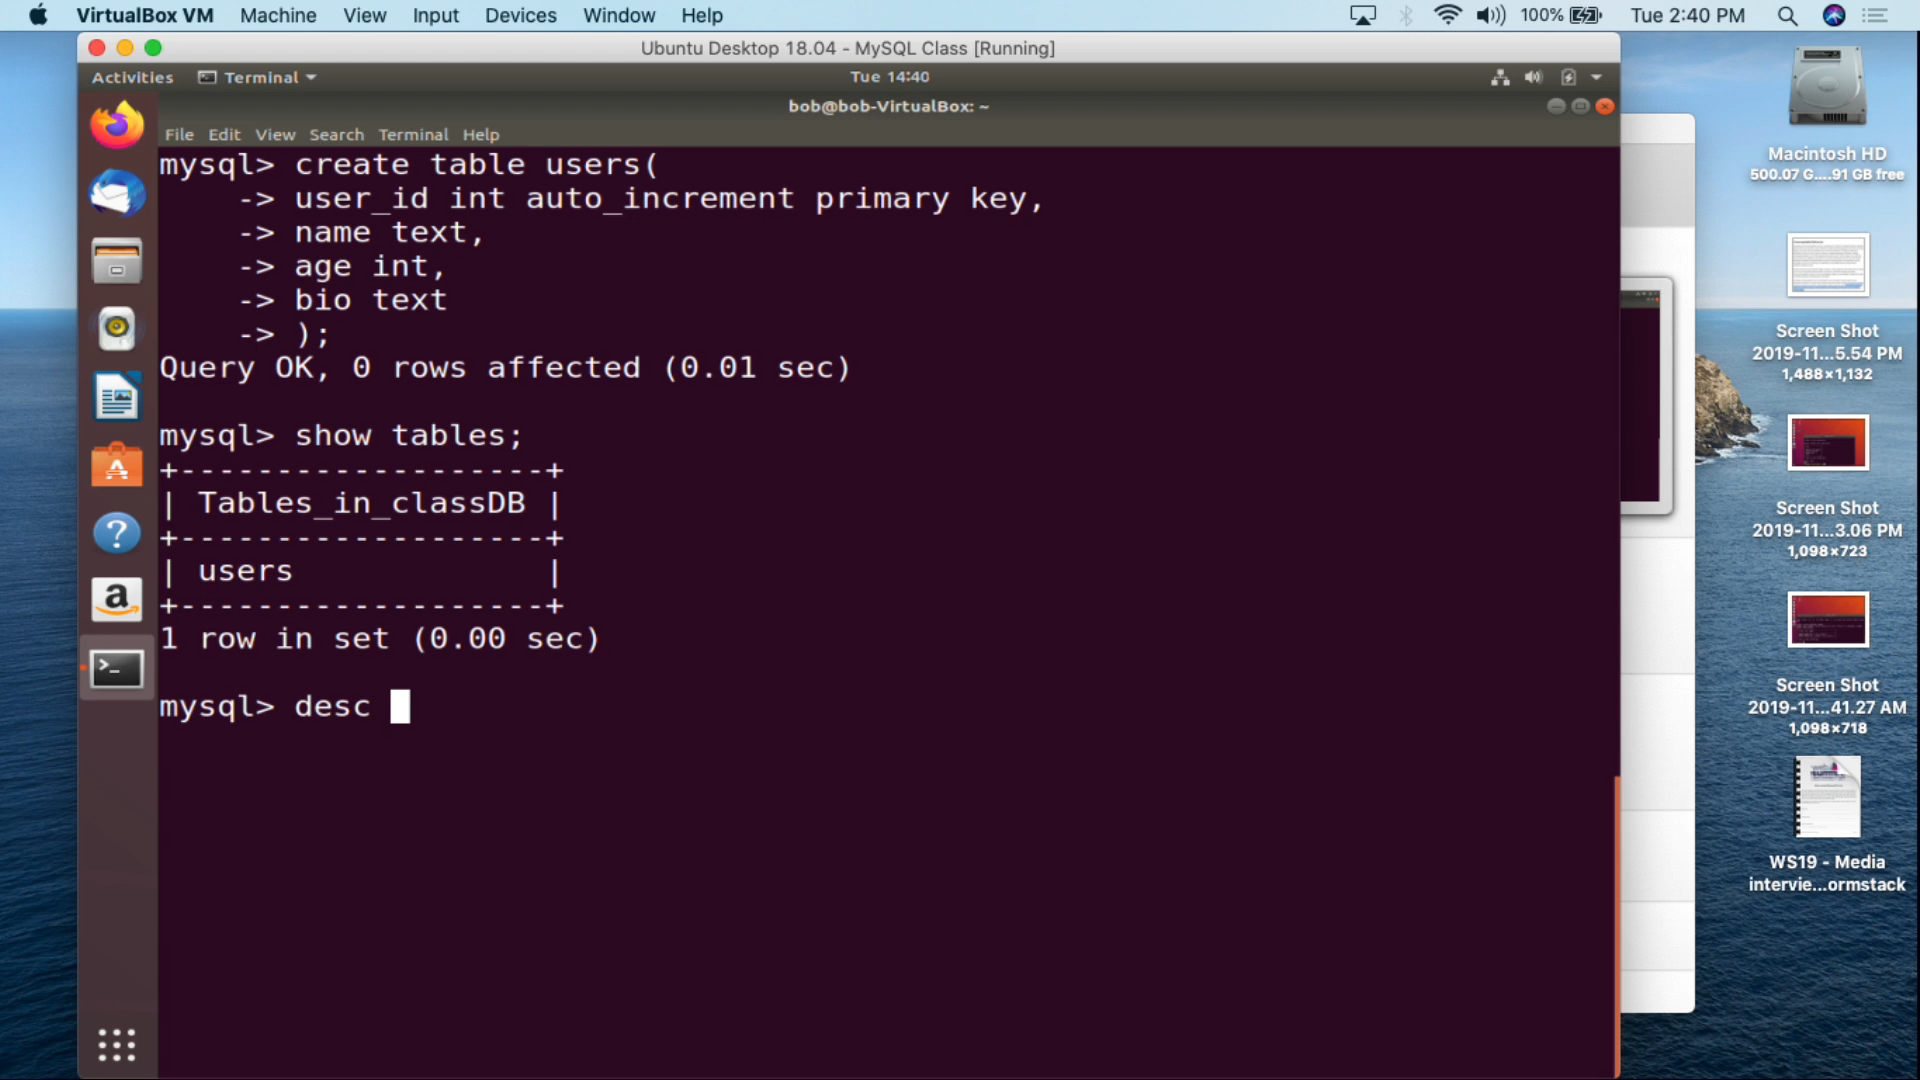 VirtualBox VM Machine View Input Devices Window Help 100% Tue 2:40 PM
Ubuntu Desktop 18.04 - MySQL Class [Running]
Activities Terminal Tue 14:40
bob@bob-VirtualBox: ~
File Edit View Search Terminal Help
mysql> create table users(
-> user_id int auto_increment primary key,
-> name text,
-> age int,
-> bio text
-> );
Query OK, 0 rows affected (0.01 sec)
mysql> show tables;
+-------------------+
| Tables_in_classDB |
+-------------------+
| users             |
+-------------------+
1 row in set (0.00 sec)
mysql> desc
Macintosh HD
500.07 G....91 GB free
Screen Shot
2019-11...5.54 PM
1,488×1,132
Screen Shot
2019-11...3.06 PM
1,098×723
Screen Shot
2019-11...41.27 AM
1,098×718
WS19 - Media
intervie...ormstack